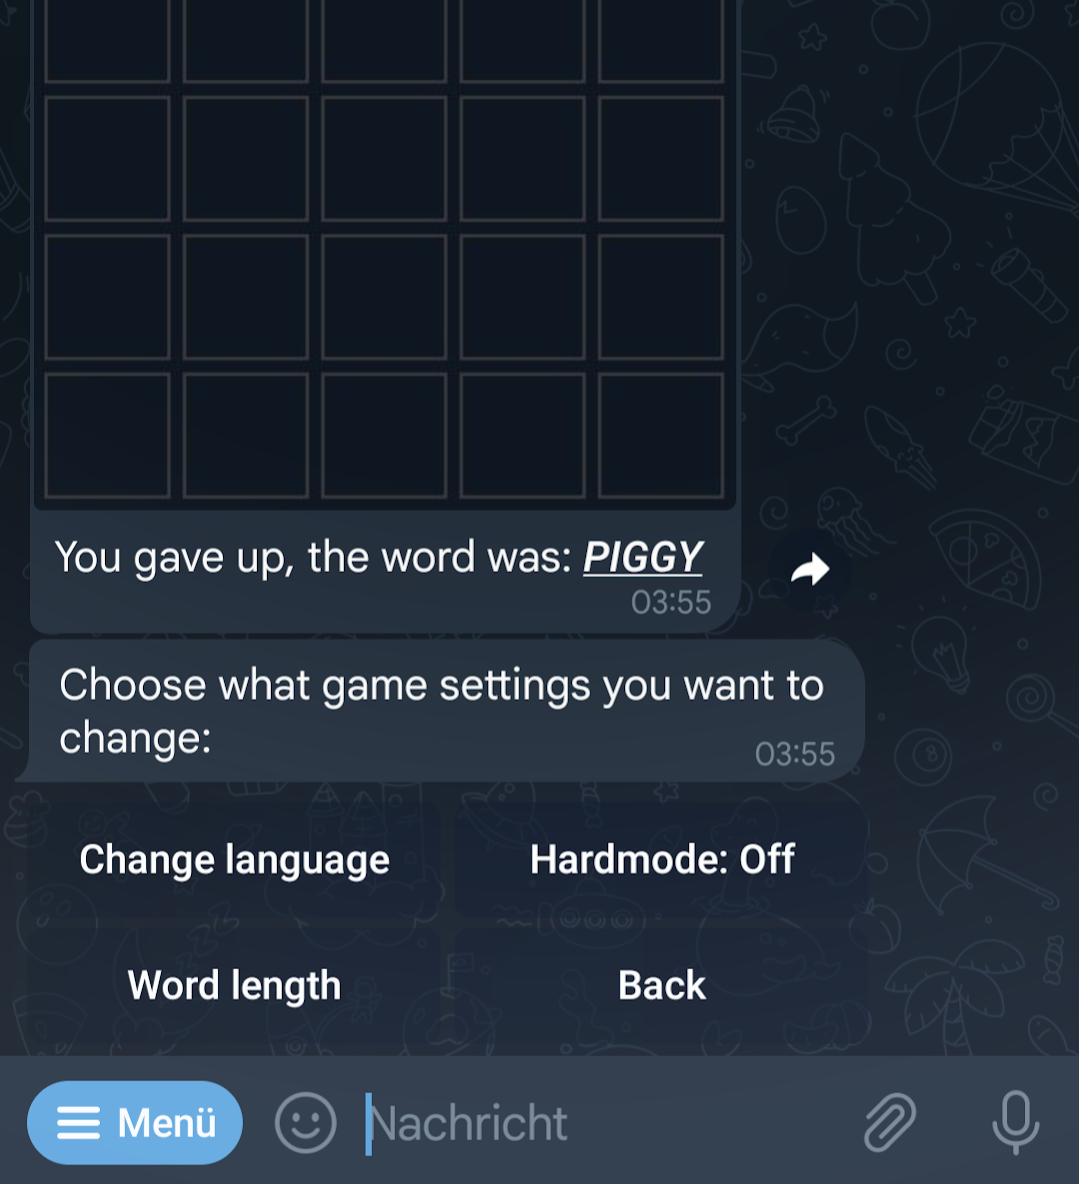 You gave up, the word was: PIGGY
03:55
Choose what game settings you want to
change:
03:55
Change language
Hardmode: Off
Word length
Back
Menü
Nachricht